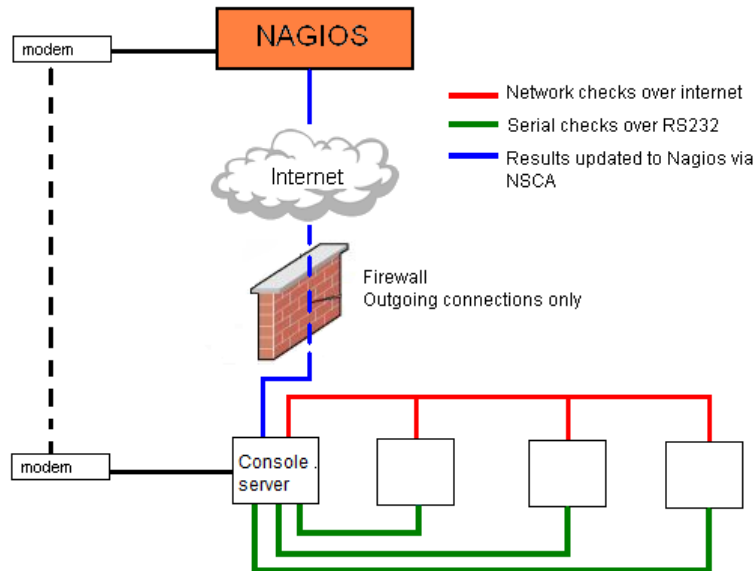 NAGIOS
modem
Network checks over internet
Serial checks over RS232
Results updated to Nagios via
NSCA
Internet
Firewall
Outgoing connections only
modem
Console .
server